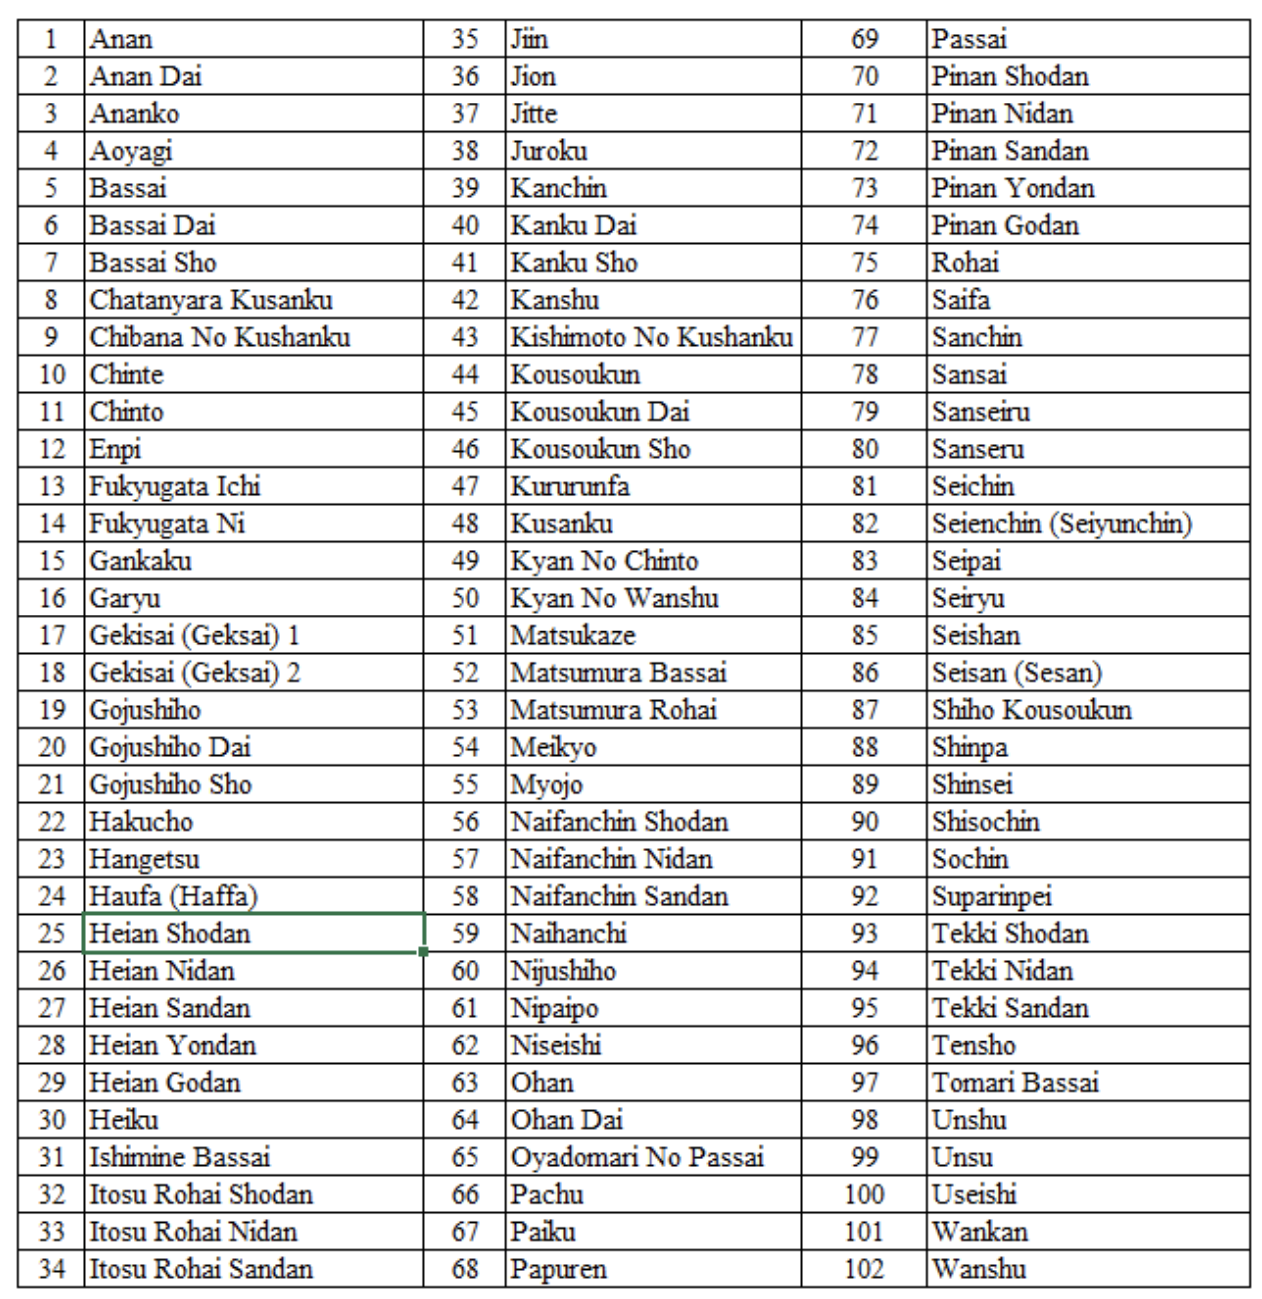 1 Anan 35 Jiin 69 Passai
2 Anan Dai 36 Jion 70 Pinan Shodan
3 Ananko 37 Jitte 71 Pinan Nidan
4 Aoyagi 38 Juroku 72 Pinan Sandan
5 Bassai 39 Kanchin 73 Pinan Yondan
6 Bassai Dai 40 Kanku Dai 74 Pinan Godan
7 Bassai Sho 41 Kanku Sho 75 Rohai
8 Chatanyara Kusanku 42 Kanshu 76 Saifa
9 Chibana No Kushanku 43 Kishimoto No Kushanku 77 Sanchin
10 Chinte 44 Kousoukun 78 Sansai
11 Chinto 45 Kousoukun Dai 79 Sanseiru
12 Enpi 46 Kousoukun Sho 80 Sanseru
13 Fukyugata Ichi 47 Kururunfa 81 Seichin
14 Fukyugata Ni 48 Kusanku 82 Seienchin (Seiyunchin)
15 Gankaku 49 Kyan No Chinto 83 Seipai
16 Garyu 50 Kyan No Wanshu 84 Seiryu
17 Gekisai (Geksai) 1 51 Matsukaze 85 Seishan
18 Gekisai (Geksai) 2 52 Matsumura Bassai 86 Seisan (Sesan)
19 Gojushiho 53 Matsumura Rohai 87 Shiho Kousoukun
20 Gojushiho Dai 54 Meikyo 88 Shinpa
21 Gojushiho Sho 55 Myojo 89 Shinsei
22 Hakucho 56 Naifanchin Shodan 90 Shisochin
23 Hangetsu 57 Naifanchin Nidan 91 Sochin
24 Haufa (Haffa) 58 Naifanchin Sandan 92 Suparinpei
25 Heian Shodan 59 Naihanchi 93 Tekki Shodan
26 Heian Nidan 60 Nijushiho 94 Tekki Nidan
27 Heian Sandan 61 Nipaipo 95 Tekki Sandan
28 Heian Yondan 62 Niseishi 96 Tensho
29 Heian Godan 63 Ohan 97 Tomari Bassai
30 Heiku 64 Ohan Dai 98 Unshu
31 Ishimine Bassai 65 Oyadomari No Passai 99 Unsu
32 Itosu Rohai Shodan 66 Pachu 100 Useishi
33 Itosu Rohai Nidan 67 Paiku 101 Wankan
34 Itosu Rohai Sandan 68 Papuren 102 Wanshu